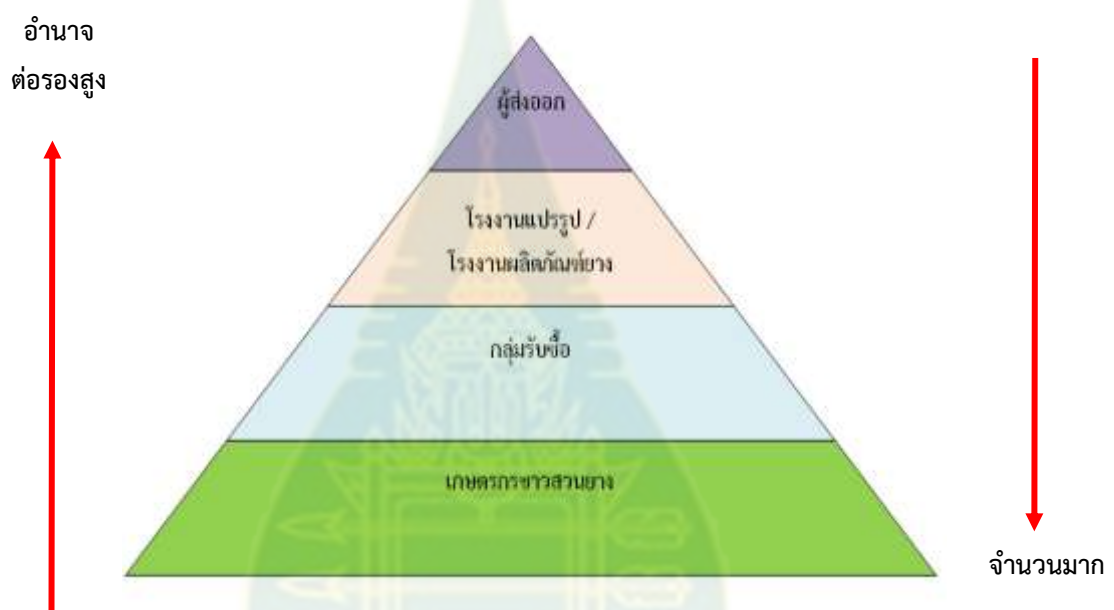 อำนาจ
ต่อรองสูง
ผู้ส่งออก
โรงงานแปรรูป /
โรงงานผลิตภัณฑ์ยาง
กลุ่มรับซื้อ
เกษตรกรชาวสวนยาง
จำนวนมาก